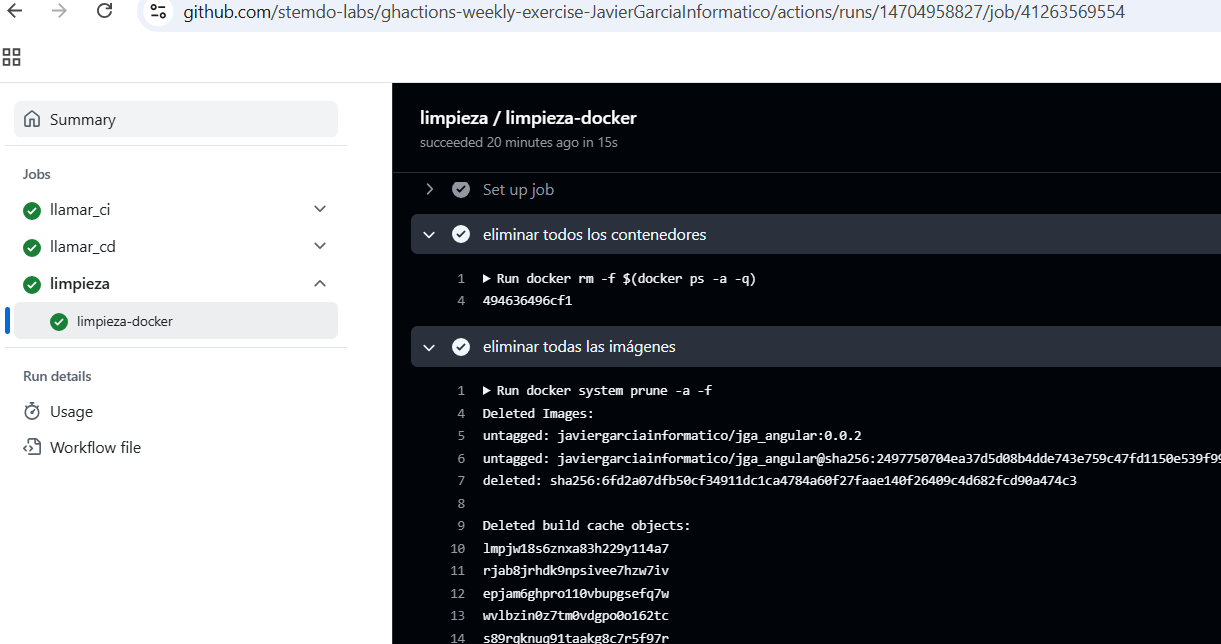 github.com/stemdo-labs/ghactions-weekly-exercise-JavierGarciaInformatico/actions/runs/14704958827/job/41263569554
Summary
Jobs
llamar_ci
llamar_cd
limpieza
limpieza-docker
Run details
Usage
Workflow file
limpieza / limpieza-docker
succeeded 20 minutes ago in 15s
Set up job
eliminar todos los contenedores
1 Run docker rm -f $(docker ps -a -q)
4 494636496cf1
eliminar todas las imágenes
1 Run docker system prune -a -f
4 Deleted Images:
5 untagged: javiergarciainformatico/jga_angular:0.0.2
6 untagged: javiergarciainformatico/jga_angular@sha256:2497750704ea37d5d08b4dde743e759c47fd1150e539f99
7 deleted: sha256:6fd2a07dfb50cf34911dc1ca4784a60f27faae140f26409c4d682fcd90a474c3
8
9 Deleted build cache objects:
10 lmpjw18s6znxa83h229y114a7
11 rjab8jrhdk9npsivee7hzw7iv
12 epjam6ghpro110vbupgsefq7w
13 wvlbzin0z7tm0vdgpo0o162tc
14 s89rqknuq91taakg8c7r5f97r